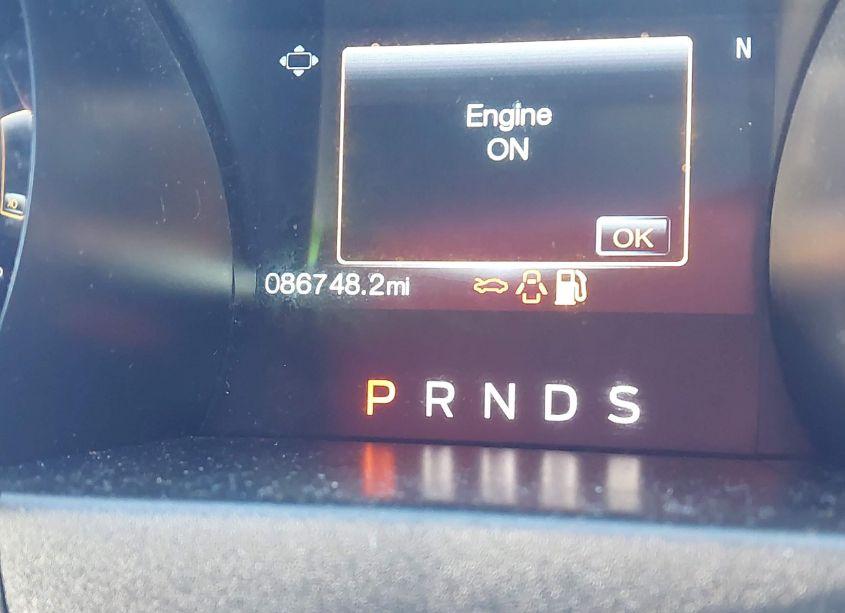 N
Engine
ON
OK
086748.2mi
P R N D S